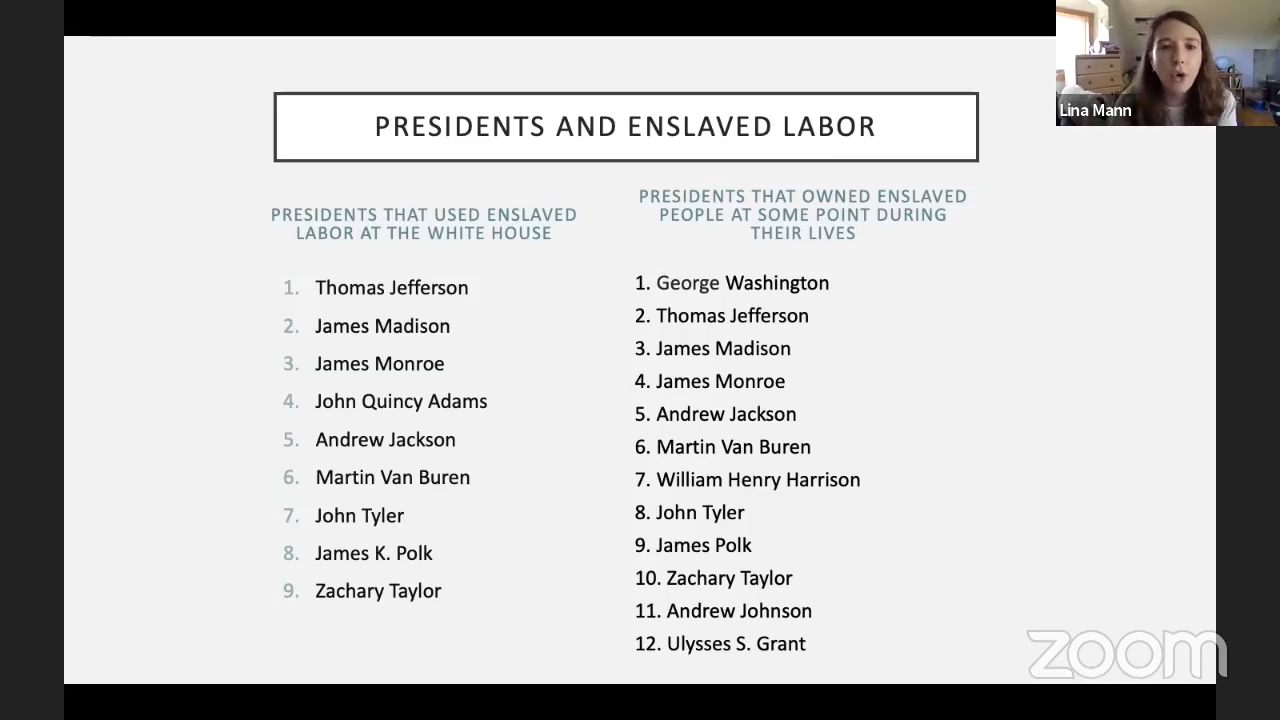 PRESIDENTS AND ENSLAVED LABOR
PRESIDENTS THAT USED ENSLAVED
LABOR AT THE WHITE HOUSE
1. Thomas Jefferson
2. James Madison
3. James Monroe
4. John Quincy Adams
5. Andrew Jackson
6. Martin Van Buren
7. John Tyler
8. James K. Polk
9. Zachary Taylor
PRESIDENTS THAT OWNED ENSLAVED
PEOPLE AT SOME POINT DURING
THEIR LIVES
1. George Washington
2. Thomas Jefferson
3. James Madison
4. James Monroe
5. Andrew Jackson
6. Martin Van Buren
7. William Henry Harrison
8. John Tyler
9. James Polk
10. Zachary Taylor
11. Andrew Johnson
12. Ulysses S. Grant
Lina Mann
zoom